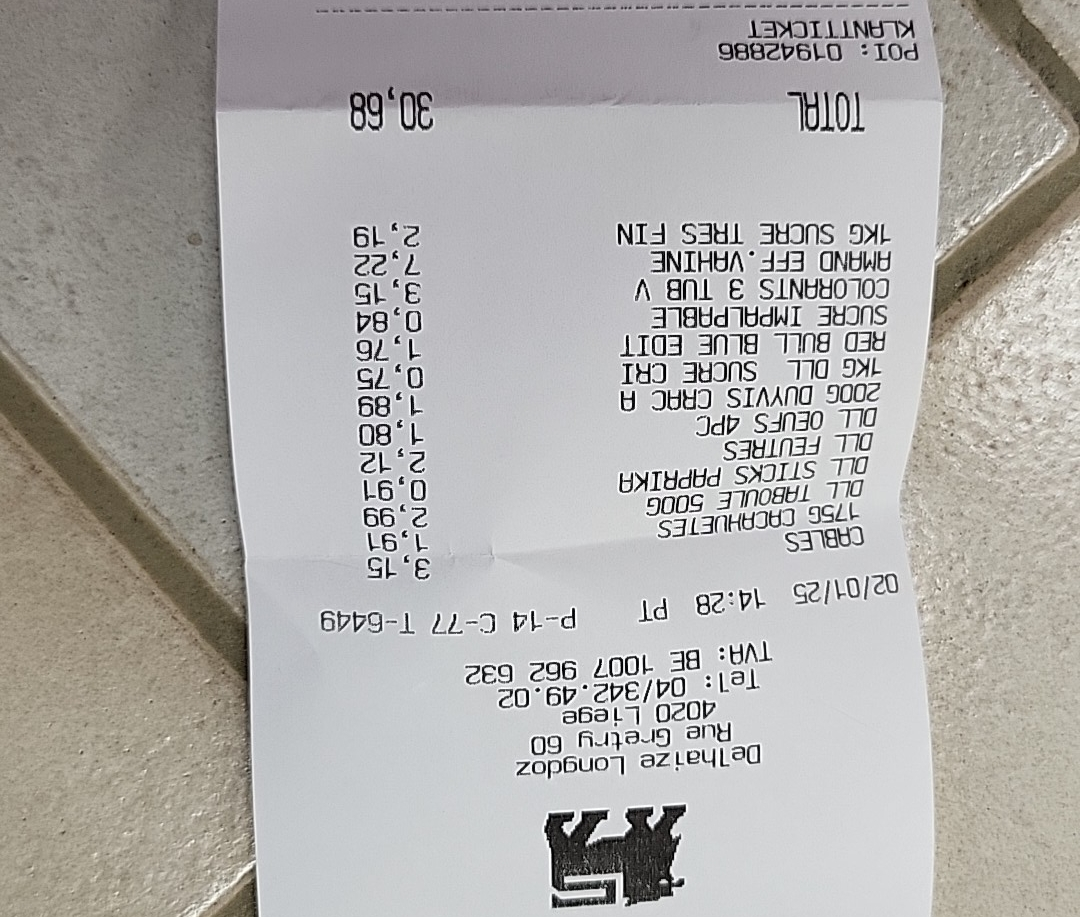 Delhaize Longdoz
Rue Gretry 60
4020 Liege
Tel: 04/342.49.02
TVA: BE 1007 962 632
02/01/25 14:28 PT P-14 C-77 T-6449
CABLES 3,15
175G CACAHUETES 1,91
DLL TABOULE 500G 2,99
DLL STICKS PAPRIKA 0,91
DLL FEUTRES 2,12
DLL OEUFS 4PC 1,80
200G DUYVIS CRAC A 1,89
1KG DLL SUCRE CRI 0,75
RED BULL BLUE EDIT 1,76
SUCRE IMPALPABLE 0,84
COLORANTS 3 TUB V 3,15
AMAND EFF.VAHINE 7,22
1KG SUCRE TRES FIN 2,19
TOTAL 30,68
POI: 01942886
KLANTTICKET